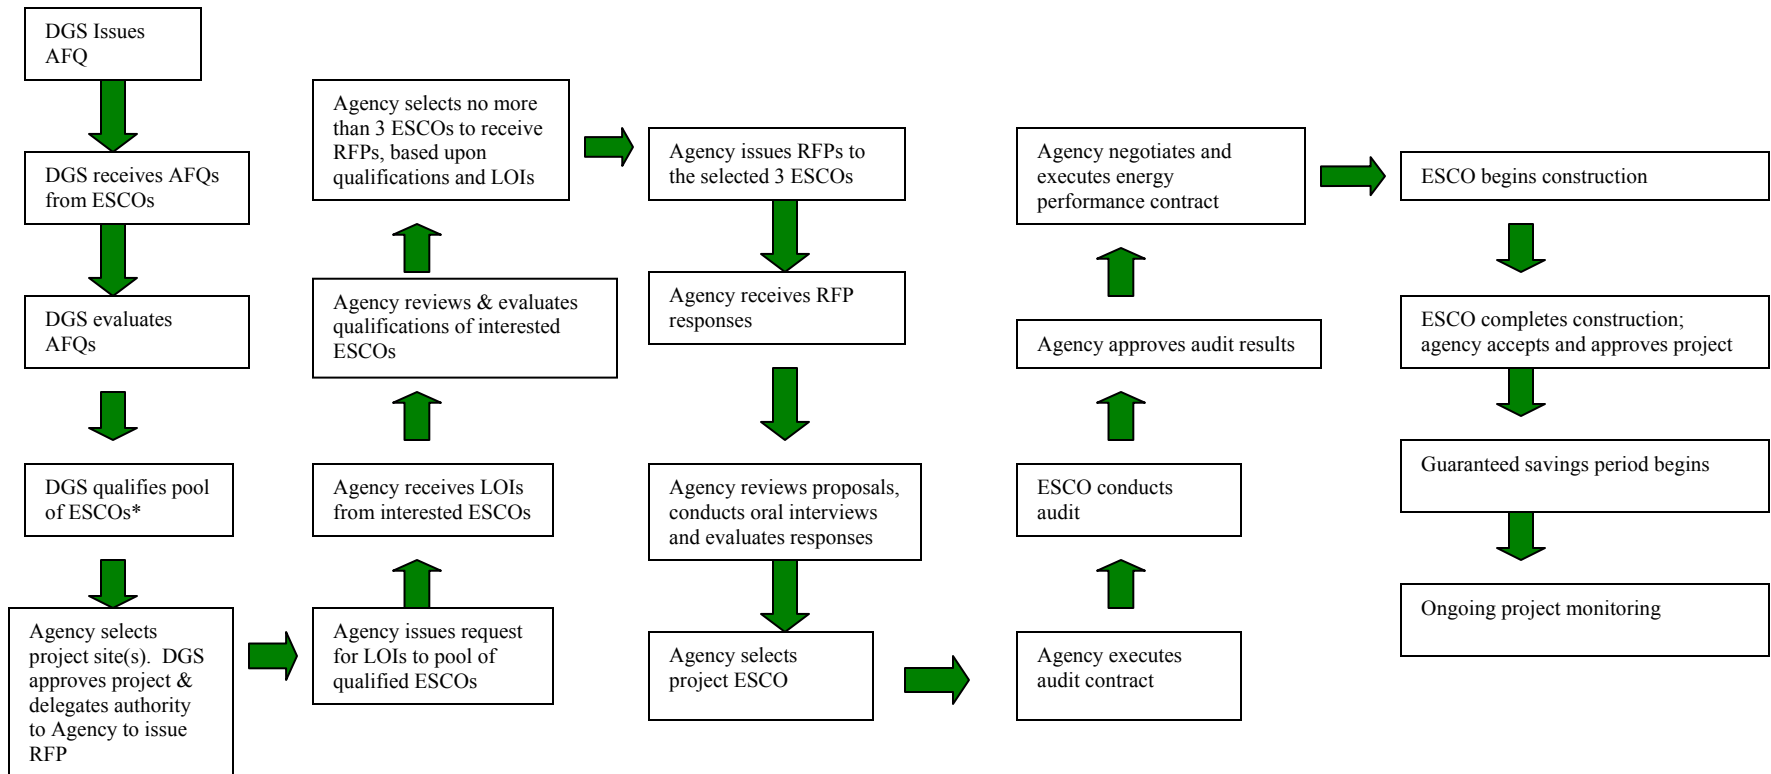 DGS Issues
AFQ
DGS receives AFQs
from ESCOs
DGS evaluates
AFQs
DGS qualifies pool
of ESCOs*
Agency selects
project site(s).  DGS
approves project &
delegates authority
to Agency to issue
RFP
Agency issues request
for LOIs to pool of
qualified ESCOs
Agency receives LOIs
from interested ESCOs
Agency reviews & evaluates
qualifications of interested
ESCOs
Agency selects no more
than 3 ESCOs to receive
RFPs, based upon
qualifications and LOIs
Agency issues RFPs to
the selected 3 ESCOs
Agency receives RFP
responses
Agency reviews proposals,
conducts oral interviews
and evaluates responses
Agency selects
project ESCO
Agency executes
audit contract
ESCO conducts
audit
Agency approves audit results
Agency negotiates and
executes energy
performance contract
ESCO begins construction
ESCO completes construction;
agency accepts and approves project
Guaranteed savings period begins
Ongoing project monitoring